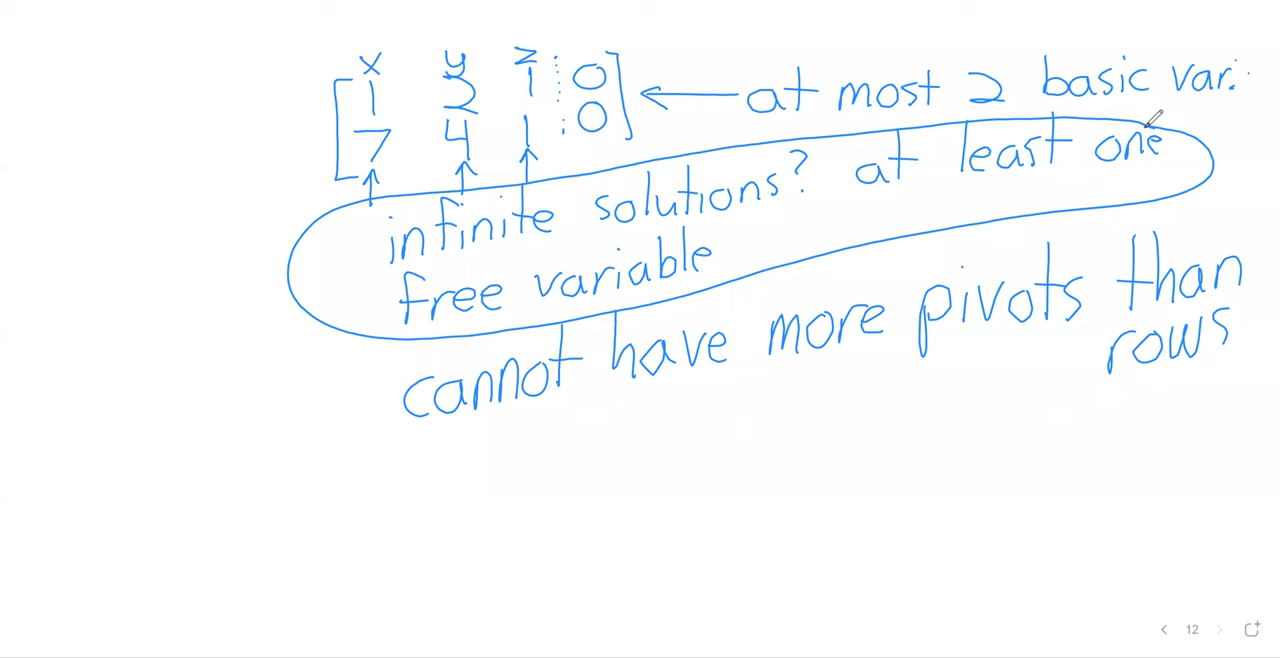 x y z
1 2 1 0 ← at most 2 basic var.
7 4 1 0
infinite solutions? at least one
free variable
cannot have more pivots than
rows
12